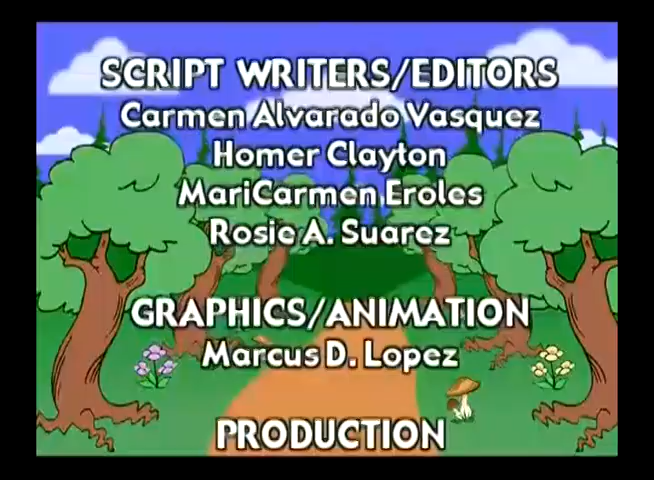 SCRIPT WRITERS/EDITORS
Carmen Alvarado Vasquez
Homer Clayton
MariCarmen Eroles
Rosie A. Suarez
GRAPHICS/ANIMATION
Marcus D. Lopez
PRODUCTION